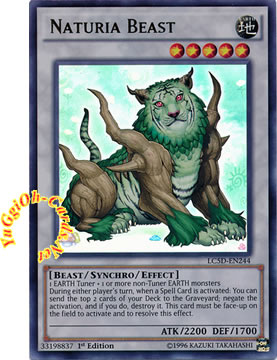 NATURIA BEAST
地
YuGgiOh-Cards.Net
LC5D-EN244
[ BEAST / SYNCHRO / EFFECT ]
1 EARTH Tuner + 1 or more non-Tuner EARTH monsters
During either player's turn, when a Spell Card is activated: You can
send the top 2 cards of your Deck to the Graveyard; negate the
activation, and if you do, destroy it. This card must be face-up on
the field to activate and to resolve this effect.
ATK/2200 DEF/1700
33198837 1st Edition ©1996 KAZUKI TAKAHASHI